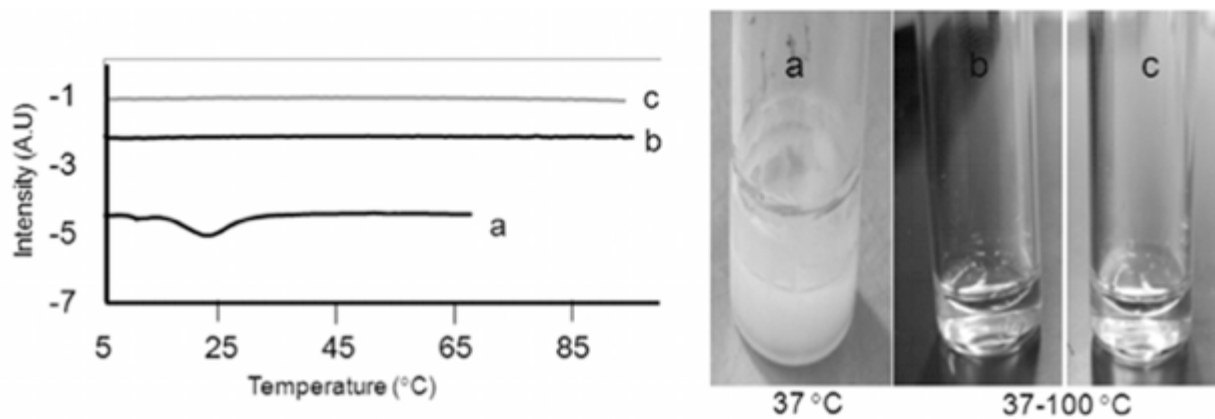 Intensity (A.U)
-1
-3
-5
-7
c
b
a
5 25 45 65 85
Temperature (°C)
a b c
37 °C 37-100 °C